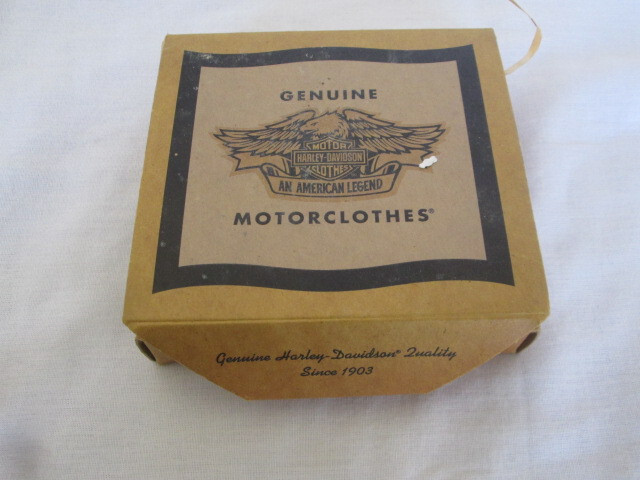 GENUINE
MOTOR
HARLEY-DAVIDSON
CLOTHES
AN AMERICAN LEGEND
MOTORCLOTHES®
Genuine Harley-Davidson® Quality
Since 1903